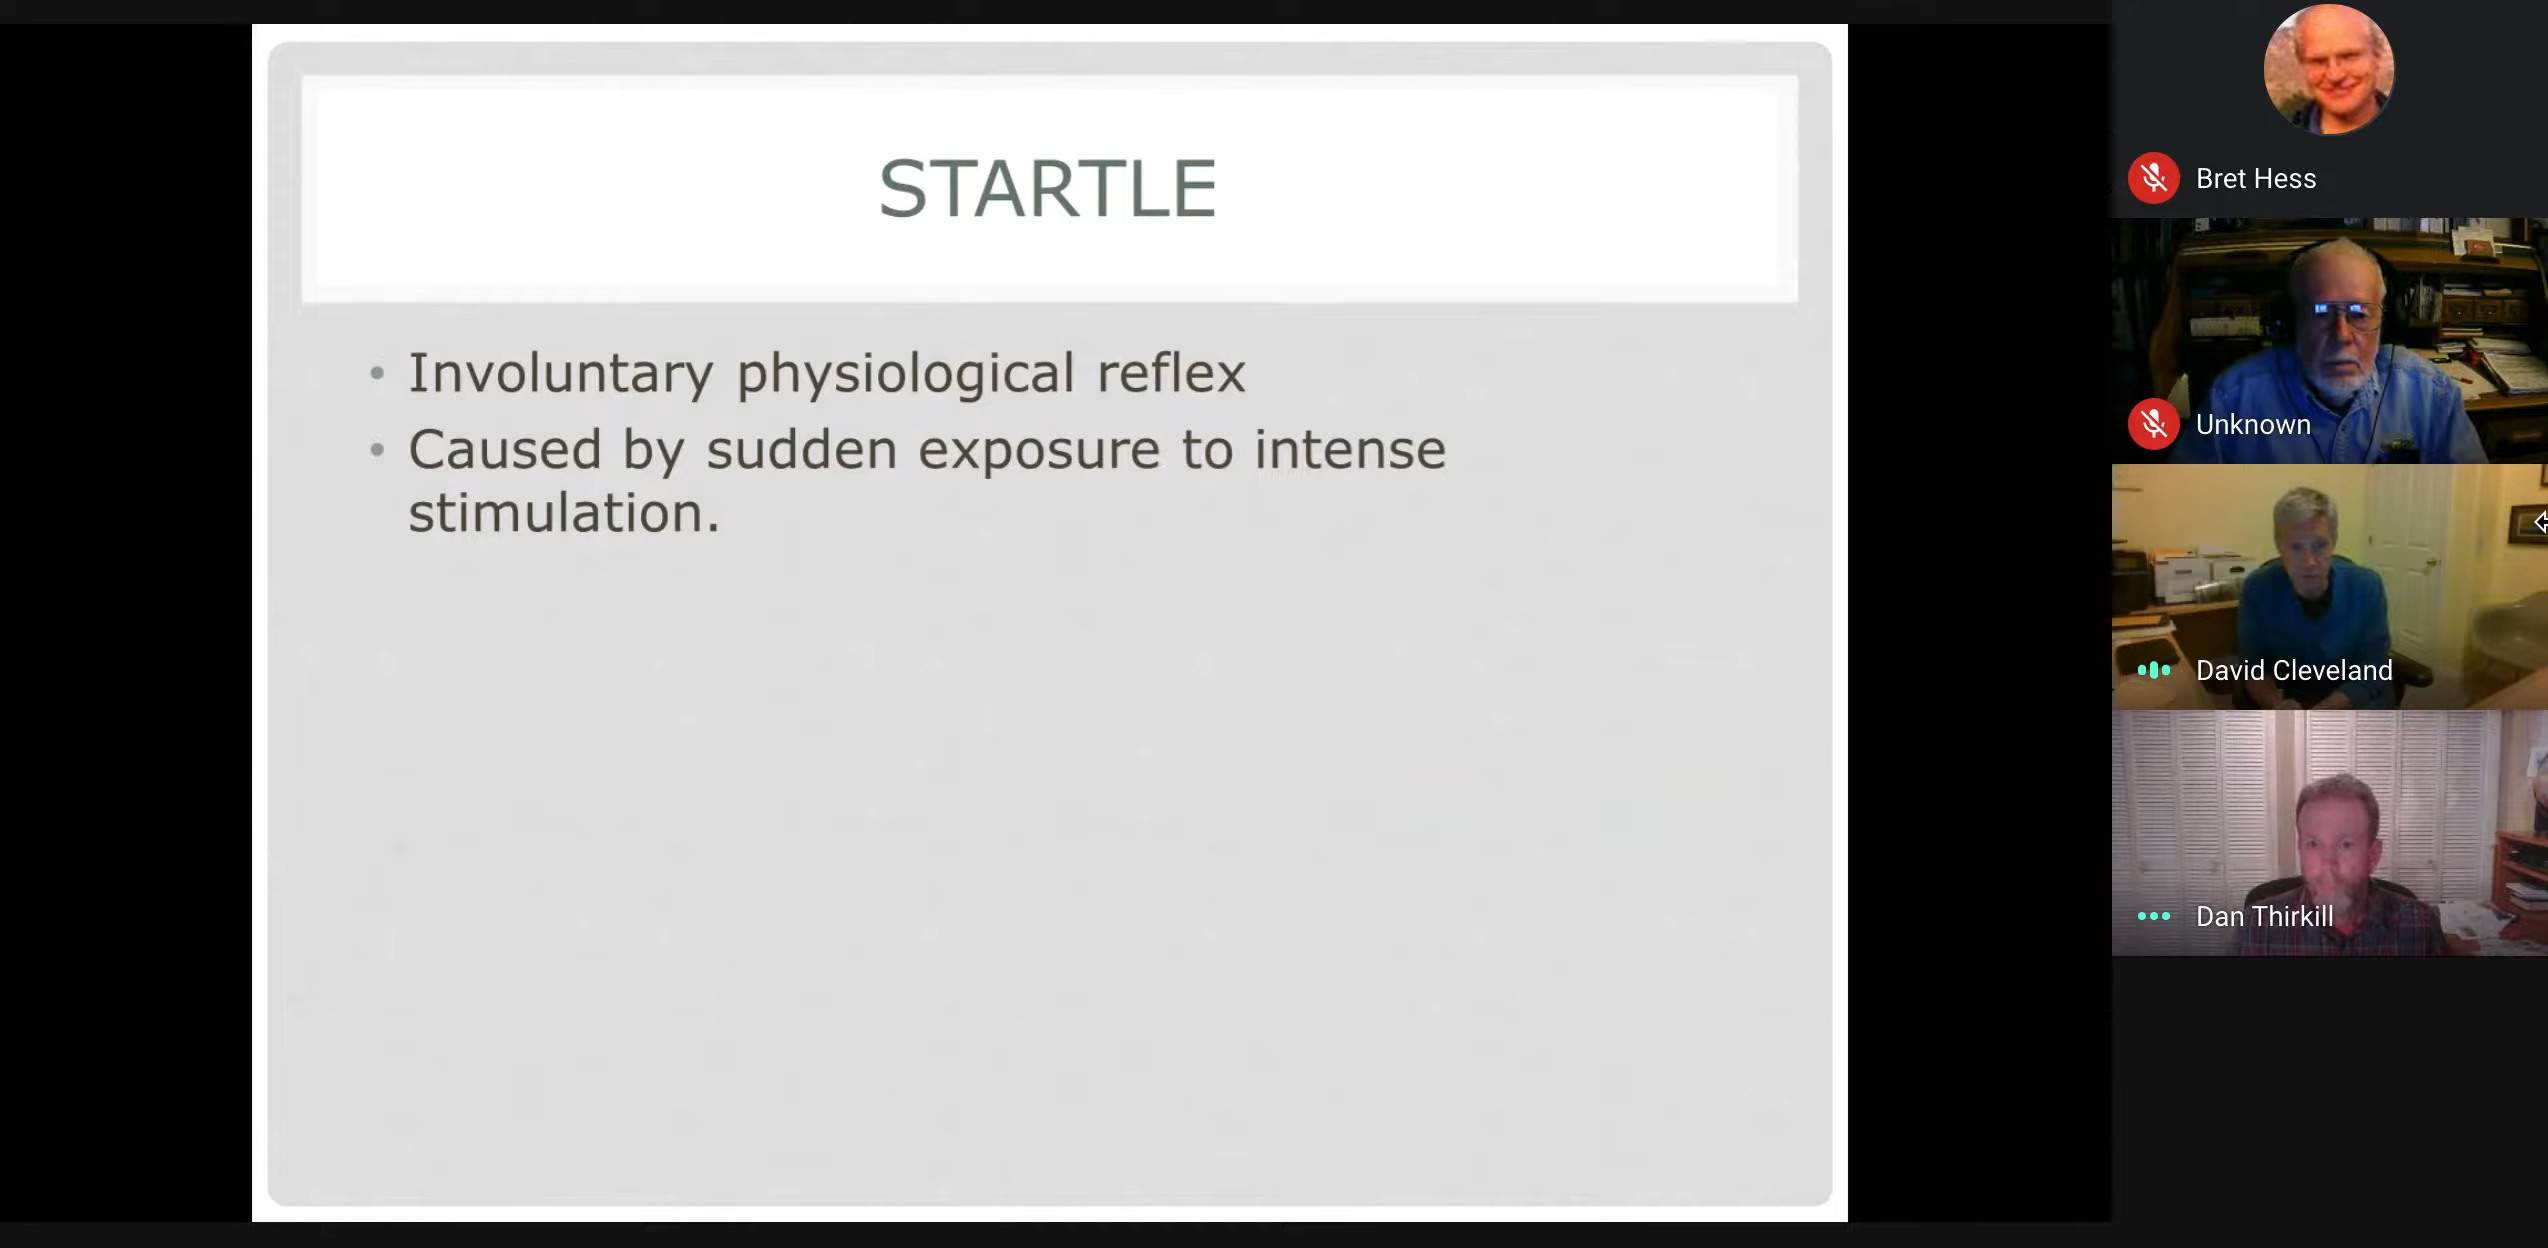 STARTLE
• Involuntary physiological reflex
• Caused by sudden exposure to intense
stimulation.
Bret Hess
Unknown
David Cleveland
Dan Thirkill